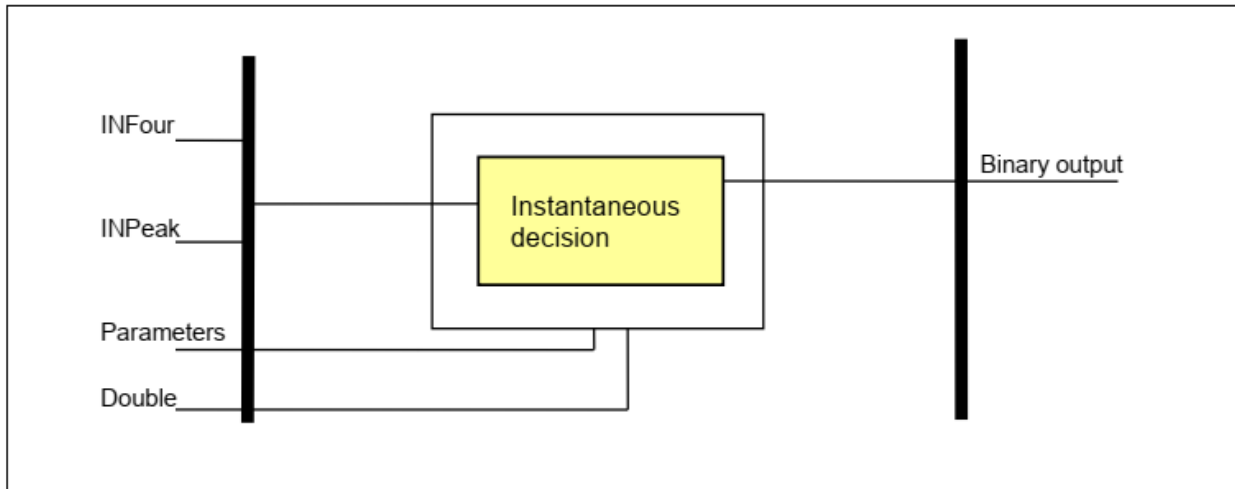 INFour
INPeak
Parameters
Double
Instantaneous
decision
Binary output